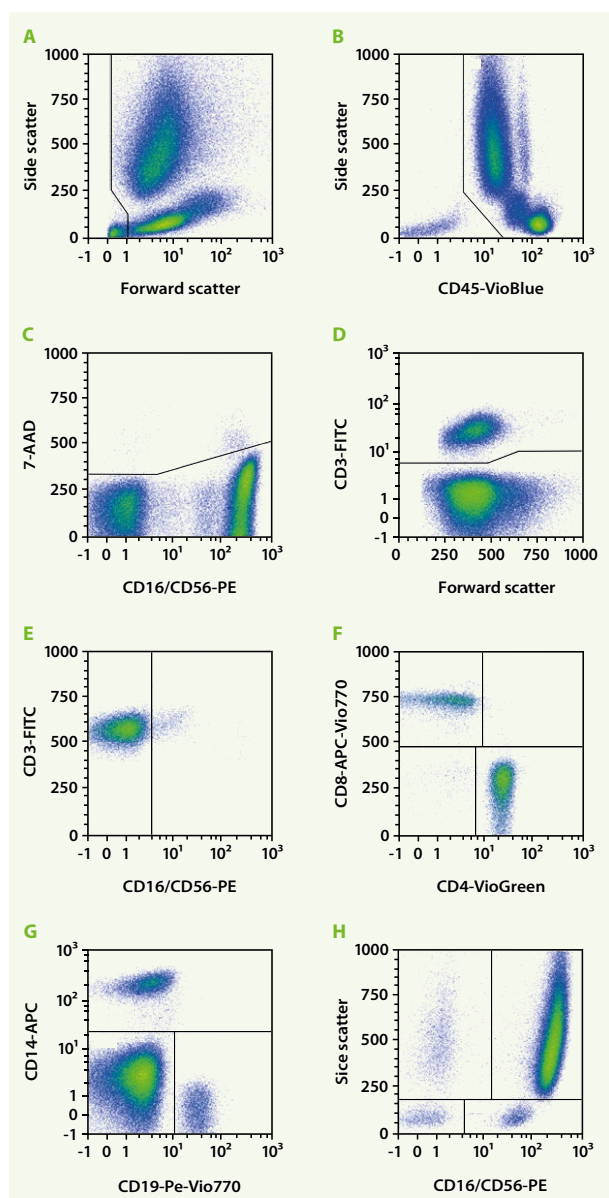 A
Side scatter
1000
750
500
250
0
-1 0 1 10¹ 10² 10³
Forward scatter
B
Side scatter
1000
750
500
250
0
-1 0 1 10¹ 10² 10³
CD45-VioBlue
C
7-AAD
1000
750
500
250
0
-1 0 1 10¹ 10² 10³
CD16/CD56-PE
D
CD3-FITC
10³
10²
10¹
1
0
-1
0 250 500 750 1000
Forward scatter
E
CD3-FITC
1000
750
500
250
0
-1 0 1 10¹ 10² 10³
CD16/CD56-PE
F
CD8-APC-Vio770
1000
750
500
250
0
-1 0 1 10¹ 10² 10³
CD4-VioGreen
G
CD14-APC
10³
10²
10¹
1
0
-1
-1 0 1 10¹ 10² 10³
CD19-Pe-Vio770
H
Sice scatter
1000
750
500
250
0
-1 0 1 10¹ 10² 10³
CD16/CD56-PE